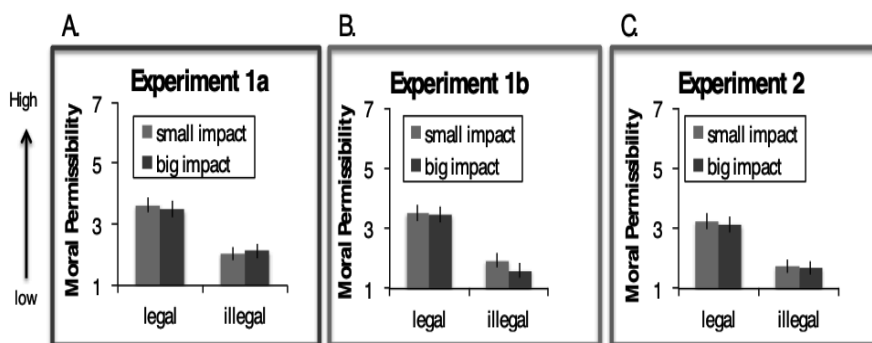 A.
B.
C.
High
low
Experiment 1a
Moral Permissibility
7
5
3
1
small impact
big impact
legal
illegal
Experiment 1b
Moral Permissibility
7
5
3
1
small impact
big impact
legal
illegal
Experiment 2
Moral Permissibility
7
5
3
1
small impact
big impact
legal
illegal